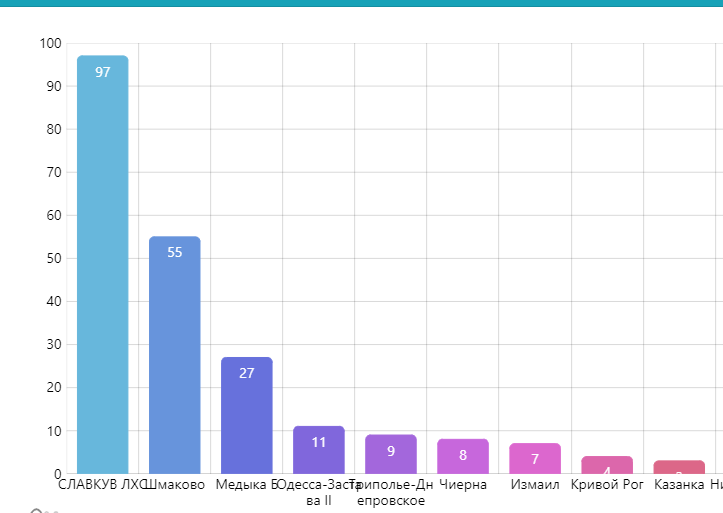 100
90
80
70
60
50
40
30
20
10
0
97
55
27
11
9
8
7
4
СЛАВКУВ ЛХС
Шмаково
Медыка Б
Одесса-Заста
ва II
Триполье-Дн
епровское
Чиерна
Измаил
Кривой Рог
Казанка